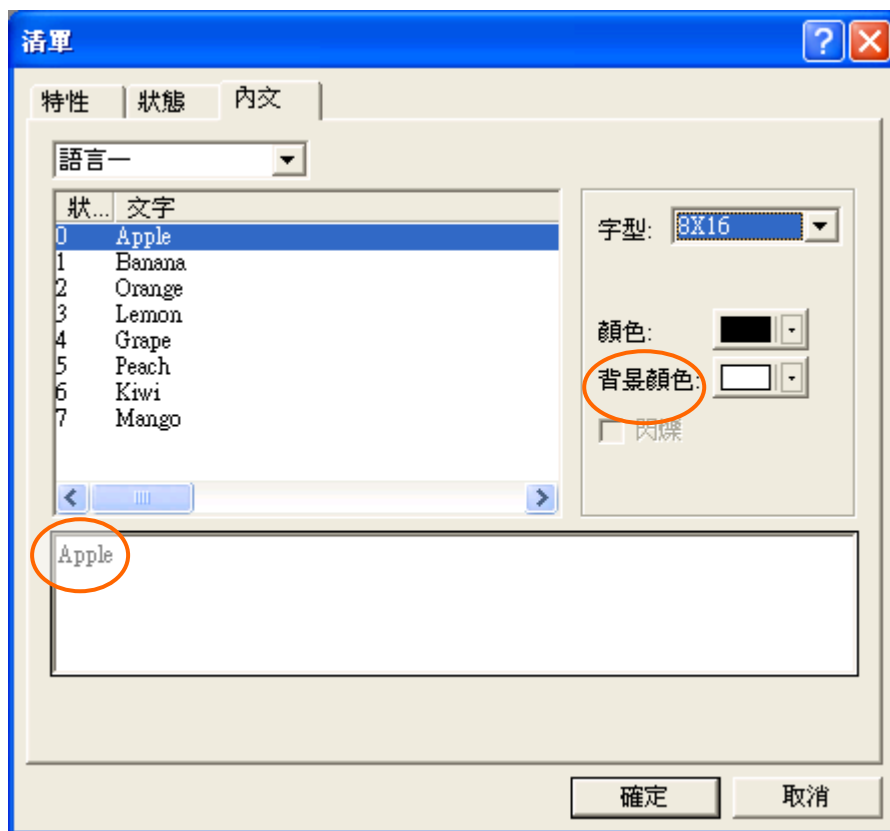 清單
特性 狀態 內文
語言一
狀... 文字
0 Apple
1 Banana
2 Orange
3 Lemon
4 Grape
5 Peach
6 Kiwi
7 Mango
字型: 8X16
顏色:
背景顏色:
閃爍
Apple
確定 取消